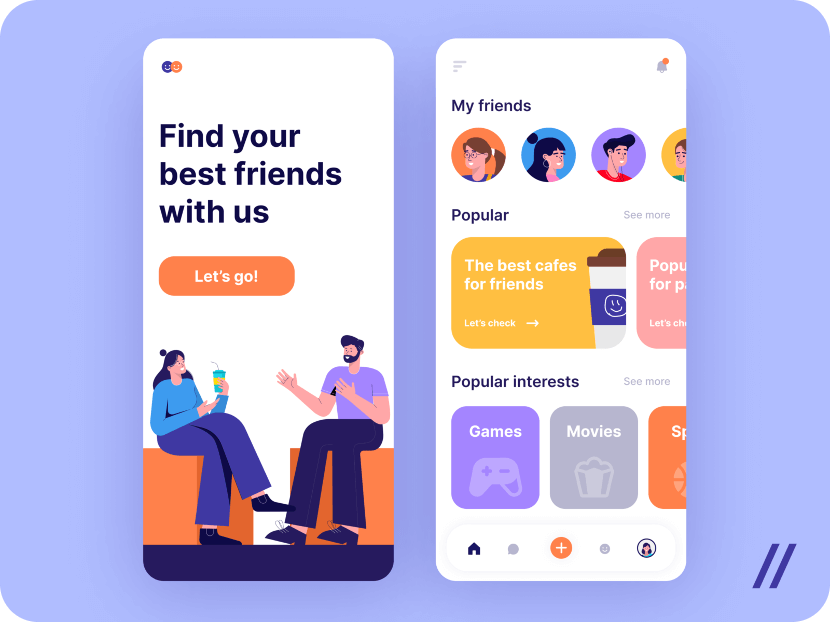 Find your
best friends
with us
Let's go!
My friends
Popular
See more
The best cafes
for friends
Let's check
Popu
for pa
Let's che
Popular interests
See more
Games
Movies
Sp